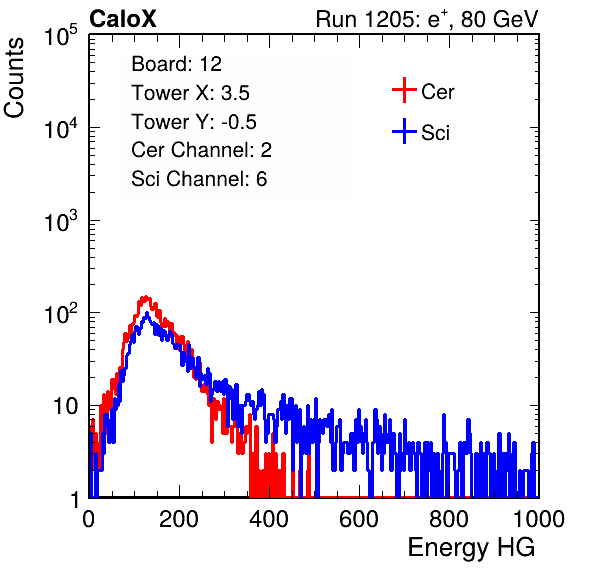 CaloX Run 1205: e⁺, 80 GeV
Counts
Board: 12
Tower X: 3.5
Tower Y: -0.5
Cer Channel: 2
Sci Channel: 6
Cer
Sci
10⁵
10⁴
10³
10²
10
1
0 200 400 600 800 1000
Energy HG